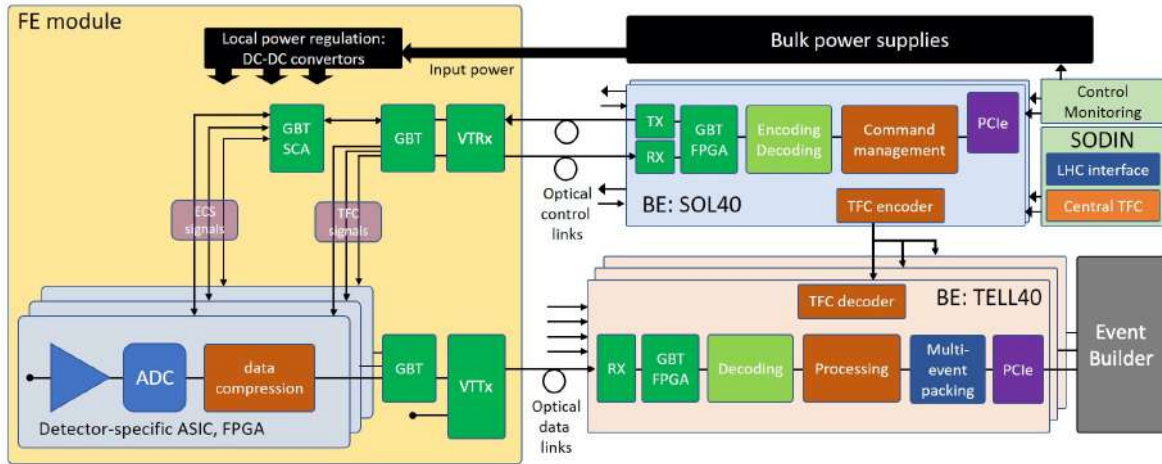 FE module
Local power regulation:
DC-DC convertors
Input power
Bulk power supplies
GBT
SCA
GBT
VTRx
ECS
signals
TFC
signals
Optical
control
links
TX
RX
GBT
FPGA
Encoding
Decoding
Command
management
PCIe
BE: SOL40
TFC encoder
Control
Monitoring
SODIN
LHC interface
Central TFC
ADC
data
compression
Detector-specific ASIC, FPGA
GBT
VTTx
Optical
data
links
TFC decoder
BE: TELL40
RX
GBT
FPGA
Decoding
Processing
Multi-
event
packing
PCIe
Event
Builder